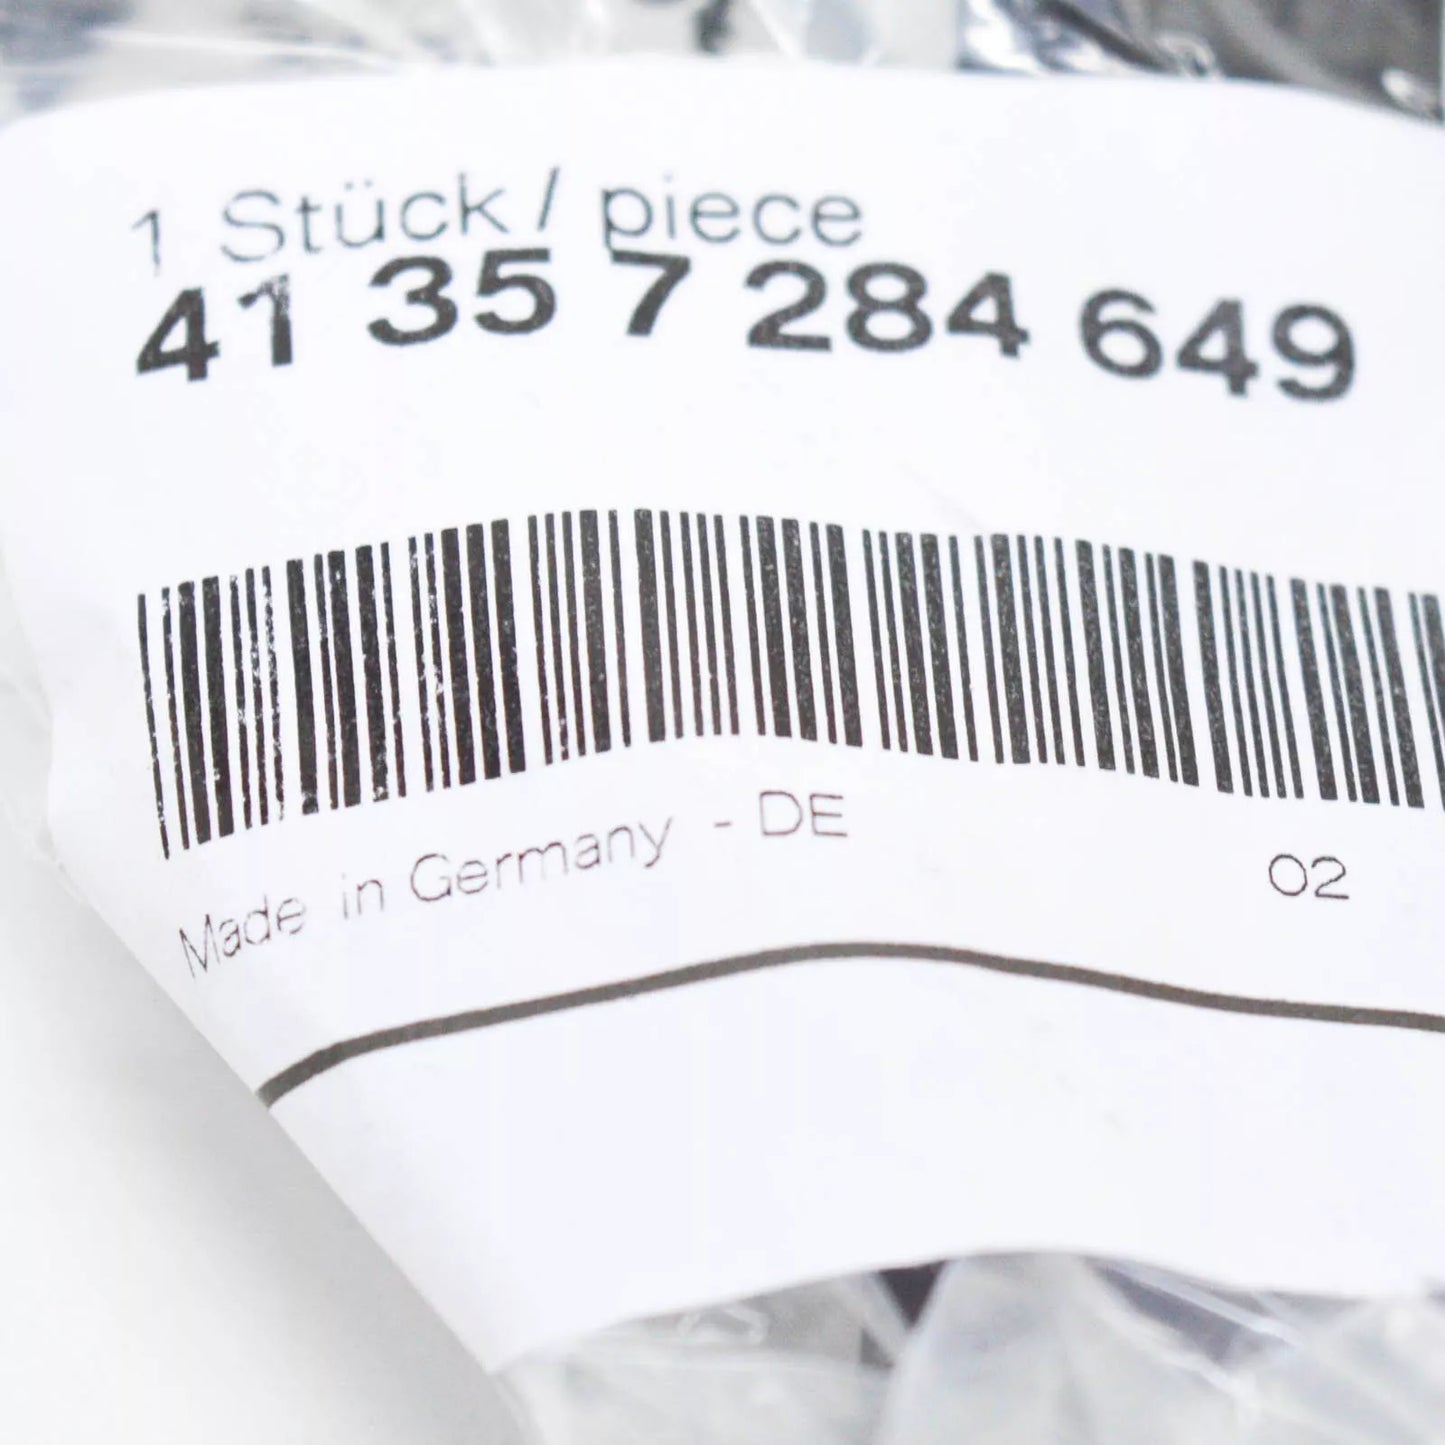 1 Stück / piece
41 35 7 284 649
Made in Germany - DE 02